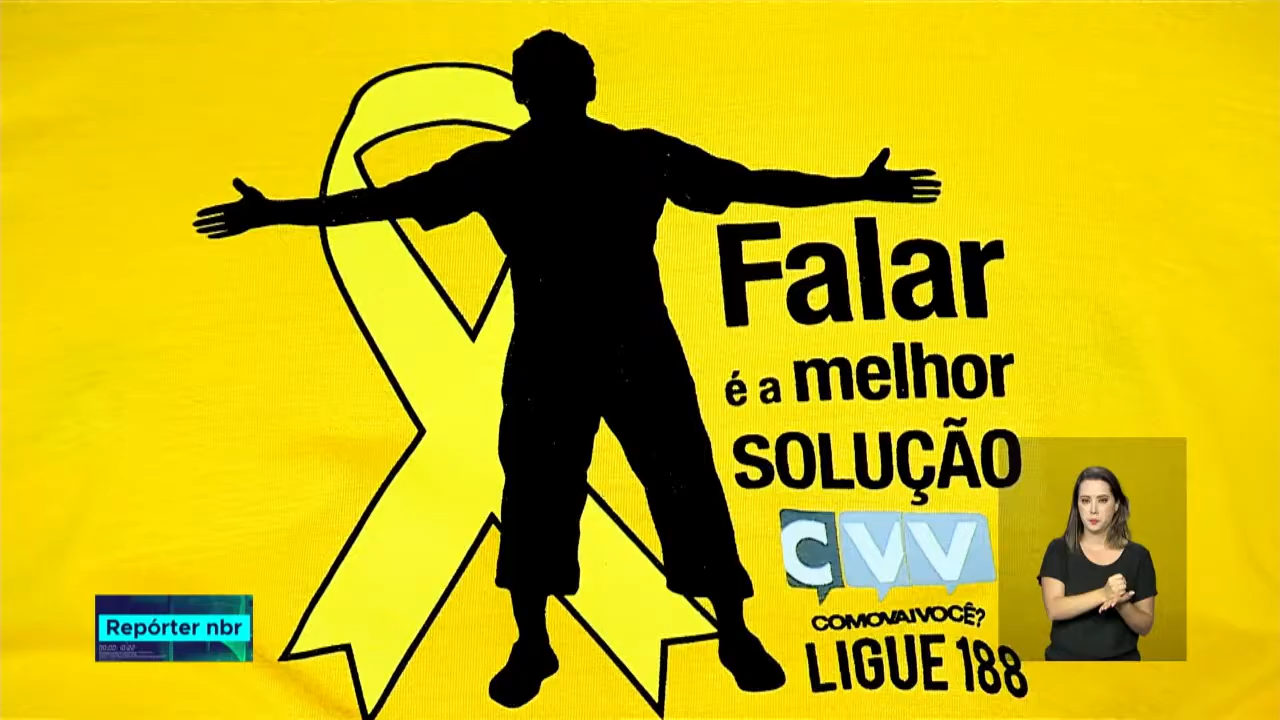 Falar
é a melhor
SOLUÇÃO
CVV
COMO VAI VOCÊ?
LIGUE 188
Repórter nbr